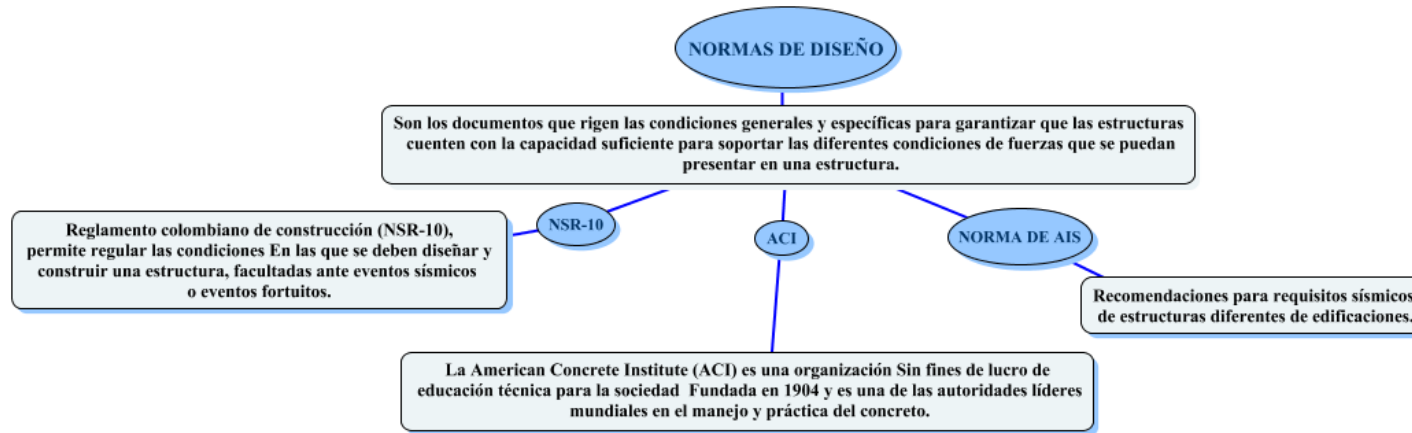 NORMAS DE DISEÑO
Son los documentos que rigen las condiciones generales y específicas para garantizar que las estructuras
cuenten con la capacidad suficiente para soportar las diferentes condiciones de fuerzas que se puedan
presentar en una estructura.
NSR-10
ACI
NORMA DE AIS
Reglamento colombiano de construcción (NSR-10),
permite regular las condiciones En las que se deben diseñar y
construir una estructura, facultadas ante eventos sísmicos
o eventos fortuitos.
Recomendaciones para requisitos sísmicos
de estructuras diferentes de edificaciones.
La American Concrete Institute (ACI) es una organización Sin fines de lucro de
educación técnica para la sociedad Fundada en 1904 y es una de las autoridades líderes
mundiales en el manejo y práctica del concreto.